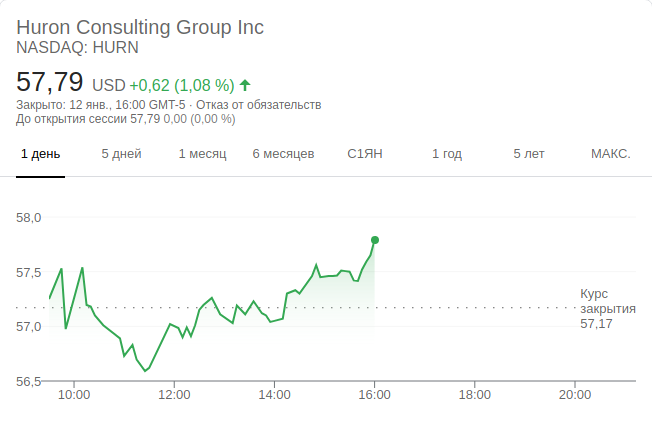 Huron Consulting Group Inc
NASDAQ: HURN
57,79 USD +0,62 (1,08 %)
Закрыто: 12 янв., 16:00 GMT-5 · Отказ от обязательств
До открытия сессии 57,79 0,00 (0,00 %)
1 день 5 дней 1 месяц 6 месяцев С1ЯН 1 год 5 лет МАКС.
58,0
57,5
Курс
закрытия
57,17
57,0
56,5
10:00 12:00 14:00 16:00 18:00 20:00